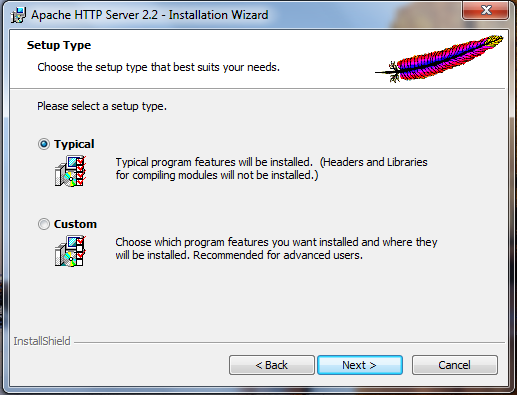 Apache HTTP Server 2.2 - Installation Wizard
Setup Type
Choose the setup type that best suits your needs.
Please select a setup type.
Typical
Typical program features will be installed. (Headers and Libraries
for compiling modules will not be installed.)
Custom
Choose which program features you want installed and where they
will be installed. Recommended for advanced users.
InstallShield
< Back
Next >
Cancel